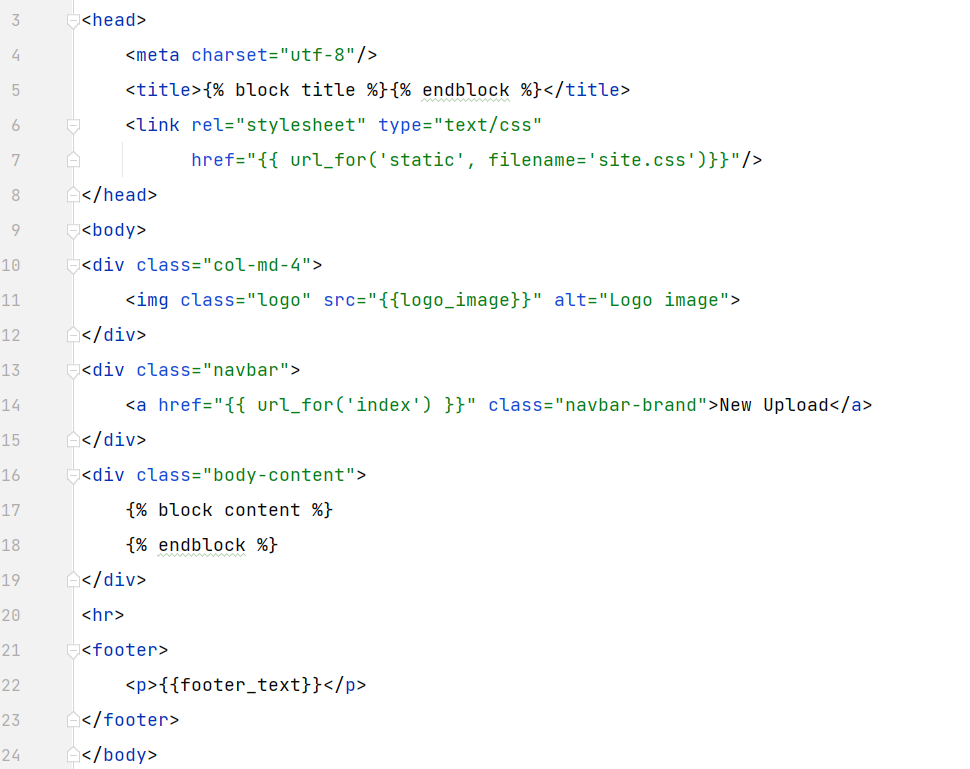 3 <head>
4     <meta charset="utf-8"/>
5     <title>{% block title %}{% endblock %}</title>
6     <link rel="stylesheet" type="text/css"
7           href="{{ url_for('static', filename='site.css')}}"/>
8 </head>
9 <body>
10 <div class="col-md-4">
11     <img class="logo" src="{{logo_image}}" alt="Logo image">
12 </div>
13 <div class="navbar">
14     <a href="{{ url_for('index') }}" class="navbar-brand">New Upload</a>
15 </div>
16 <div class="body-content">
17     {% block content %}
18     {% endblock %}
19 </div>
20 <hr>
21 <footer>
22     <p>{{footer_text}}</p>
23 </footer>
24 </body>